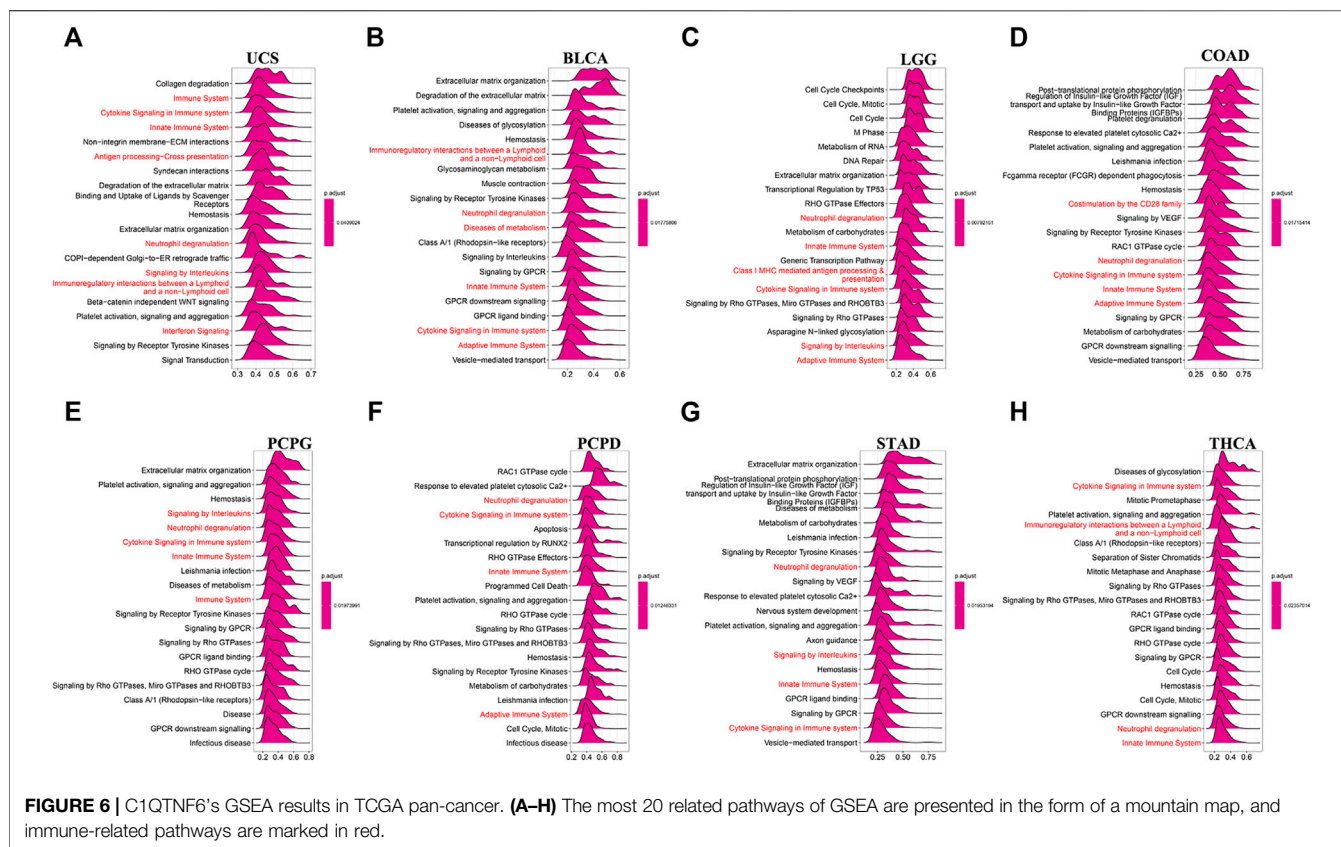 A
UCS
Collagen degradation
Immune System
Cytokine Signaling in Immune system
Innate Immune System
Non−integrin membrane−ECM interactions
Antigen processing−Cross presentation
Syndecan interactions
Degradation of the extracellular matrix
Binding and Uptake of Ligands by Scavenger
Receptors
Hemostasis
Extracellular matrix organization
Neutrophil degranulation
COPI−dependent Golgi−to−ER retrograde traffic
Signaling by Interleukins
Immunoregulatory interactions between a Lymphoid
and a non−Lymphoid cell
Beta−catenin independent WNT signaling
Platelet activation, signaling and aggregation
Interferon Signaling
Signaling by Receptor Tyrosine Kinases
Signal Transduction
0.3 0.4 0.5 0.6 0.7
p.adjust
B
BLCA
Extracellular matrix organization
Degradation of the extracellular matrix
Platelet activation, signaling and aggregation
Diseases of glycosylation
Hemostasis
Immunoregulatory interactions between a Lymphoid
and a non−Lymphoid cell
Glycosaminoglycan metabolism
Muscle contraction
Signaling by Receptor Tyrosine Kinases
Neutrophil degranulation
Diseases of metabolism
Class A/1 (Rhodopsin−like receptors)
Signaling by Interleukins
Signaling by GPCR
Innate Immune System
GPCR downstream signalling
GPCR ligand binding
Cytokine Signaling in Immune system
Adaptive Immune System
Vesicle−mediated transport
0.2 0.4 0.6
p.adjust
C
LGG
Cell Cycle Checkpoints
Cell Cycle, Mitotic
Cell Cycle
M Phase
Metabolism of RNA
DNA Repair
Extracellular matrix organization
Transcriptional Regulation by TP53
RHO GTPase Effectors
Neutrophil degranulation
Metabolism of carbohydrates
Innate Immune System
Generic Transcription Pathway
Class I MHC mediated antigen processing &
presentation
Cytokine Signaling in Immune system
Signaling by Rho GTPases, Miro GTPases and RHOBTB3
Signaling by Rho GTPases
Asparagine N−linked glycosylation
Signaling by Interleukins
Adaptive Immune System
0.2 0.4 0.6
p.adjust
0.00792151
D
COAD
Post−translational protein phosphorylation
Regulation of Insulin−like Growth Factor (IGF)
transport and uptake by Insulin−like Growth Factor
Binding Proteins (IGFBPs)
Platelet degranulation
Response to elevated platelet cytosolic Ca2+
Platelet activation, signaling and aggregation
Leishmania infection
Fcgamma receptor (FCGR) dependent phagocytosis
Hemostasis
Costimulation by the CD28 family
Signaling by VEGF
Signaling by Receptor Tyrosine Kinases
RAC1 GTPase cycle
Neutrophil degranulation
Cytokine Signaling in Immune system
Innate Immune System
Adaptive Immune System
Signaling by GPCR
Metabolism of carbohydrates
GPCR downstream signalling
Vesicle−mediated transport
0.25 0.50 0.75
p.adjust
0.01715414
E
PCPG
Extracellular matrix organization
Platelet activation, signaling and aggregation
Hemostasis
Signaling by Interleukins
Neutrophil degranulation
Cytokine Signaling in Immune system
Innate Immune System
Leishmania infection
Diseases of metabolism
Immune System
Signaling by Receptor Tyrosine Kinases
Signaling by GPCR
Signaling by Rho GTPases
GPCR ligand binding
RHO GTPase cycle
Signaling by Rho GTPases, Miro GTPases and RHOBTB3
Class A/1 (Rhodopsin−like receptors)
Disease
GPCR downstream signalling
Infectious disease
0.2 0.4 0.6 0.8
p.adjust
0.01973991
F
PCPD
RAC1 GTPase cycle
Response to elevated platelet cytosolic Ca2+
Neutrophil degranulation
Cytokine Signaling in Immune system
Apoptosis
Transcriptional regulation by RUNX2
RHO GTPase Effectors
Innate Immune System
Programmed Cell Death
Platelet activation, signaling and aggregation
RHO GTPase cycle
Signaling by Rho GTPases
Signaling by Rho GTPases, Miro GTPases and RHOBTB3
Hemostasis
Signaling by Receptor Tyrosine Kinases
Metabolism of carbohydrates
Leishmania infection
Adaptive Immune System
Cell Cycle, Mitotic
Infectious disease
0.2 0.4 0.6 0.8
p.adjust
0.01246331
G
STAD
Extracellular matrix organization
Post−translational protein phosphorylation
Regulation of Insulin−like Growth Factor (IGF)
transport and uptake by Insulin−like Growth Factor
Binding Proteins (IGFBPs)
Diseases of metabolism
Metabolism of carbohydrates
Leishmania infection
Signaling by Receptor Tyrosine Kinases
Neutrophil degranulation
Signaling by VEGF
Response to elevated platelet cytosolic Ca2+
Nervous system development
Platelet activation, signaling and aggregation
Axon guidance
Signaling by Interleukins
Hemostasis
Innate Immune System
GPCR ligand binding
Signaling by GPCR
Cytokine Signaling in Immune system
Vesicle−mediated transport
0.25 0.50 0.75
p.adjust
0.01953194
H
THCA
Diseases of glycosylation
Cytokine Signaling in Immune system
Mitotic Prometaphase
Platelet activation, signaling and aggregation
Immunoregulatory interactions between a Lymphoid
and a non−Lymphoid cell
Class A/1 (Rhodopsin−like receptors)
Separation of Sister Chromatids
Mitotic Metaphase and Anaphase
Signaling by Rho GTPases
Signaling by Rho GTPases, Miro GTPases and RHOBTB3
RAC1 GTPase cycle
GPCR ligand binding
RHO GTPase cycle
Signaling by GPCR
Cell Cycle
Hemostasis
Cell Cycle, Mitotic
GPCR downstream signalling
Neutrophil degranulation
Innate Immune System
0.2 0.4 0.6
p.adjust
0.02357014
FIGURE 6 | C1QTNF6's GSEA results in TCGA pan-cancer. (A–H) The most 20 related pathways of GSEA are presented in the form of a mountain map, and
immune-related pathways are marked in red.